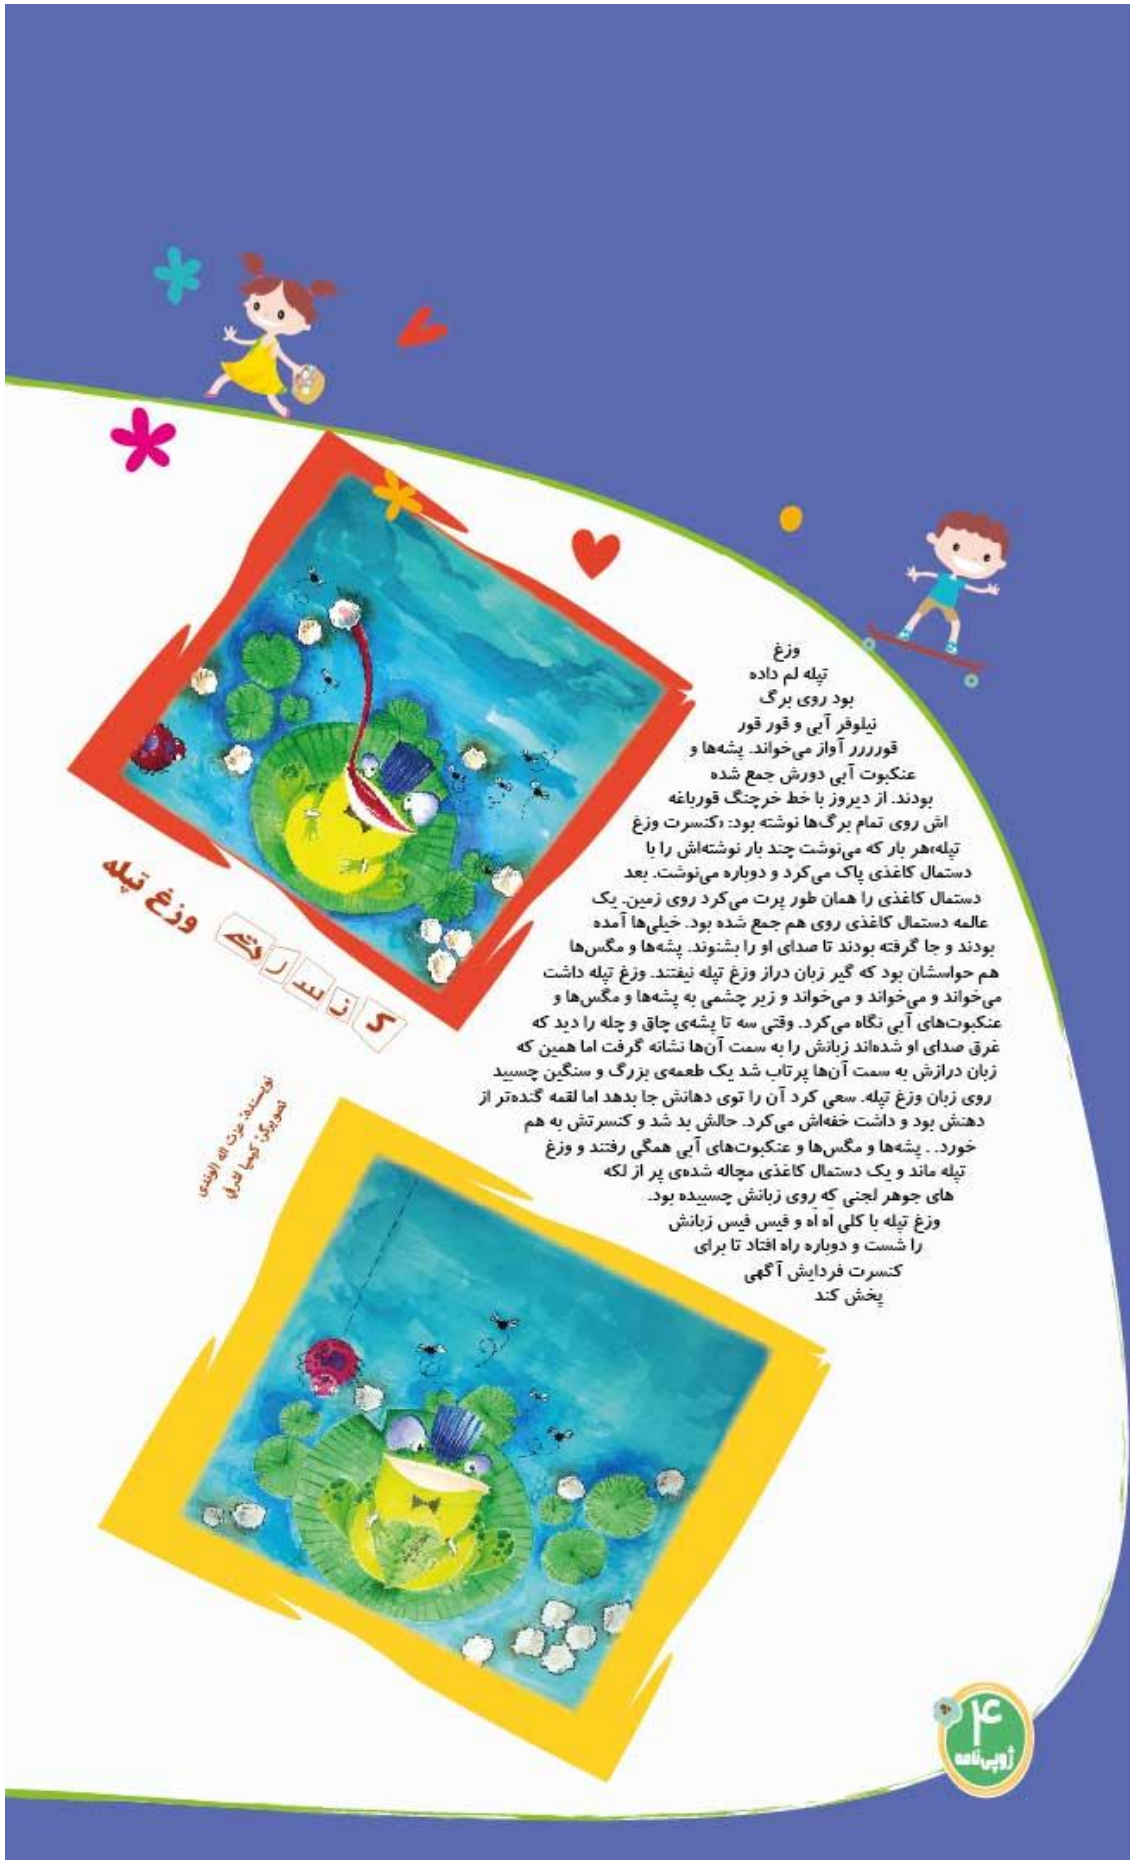 کنسرت وزغ تپله
نویسنده: عزت اله الوندی
تصویرگر: کیمیا شرفی
وزغ
تپله لم داده
بود روی برگ
نیلوفر آبی و قور قور
قوررررر آواز می‌خواند. پشه‌ها و
عنکبوت آبی دورش جمع شده
بودند. از دیروز با خط خرچنگ قورباغه
اش روی تمام برگ‌ها نوشته بود: «کنسرت وزغ
تپله»هر بار که می‌نوشت چند بار نوشته‌اش را با
دستمال کاغذی پاک می‌کرد و دوباره می‌نوشت. بعد
دستمال کاغذی را همان طور پرت می‌کرد روی زمین. یک
عالمه دستمال کاغذی روی هم جمع شده بود. خیلی‌ها آمده
بودند و جا گرفته بودند تا صدای او را بشنوند. پشه‌ها و مگس‌ها
هم حواسشان بود که گیر زبان دراز وزغ تپله نیفتند. وزغ تپله داشت
می‌خواند و می‌خواند و می‌خواند و زیر چشمی به پشه‌ها و مگس‌ها و
عنکبوت‌های آبی نگاه می‌کرد. وقتی سه تا پشه‌ی چاق و چله را دید که
غرق صدای او شده‌اند زبانش را به سمت آن‌ها نشانه گرفت اما همین که
زبان درازش به سمت آن‌ها پرتاب شد یک طعمه‌ی بزرگ و سنگین چسبید
روی زبان وزغ تپله. سعی کرد آن را توی دهانش جا بدهد اما لقمه گنده‌تر از
دهنش بود و داشت خفه‌اش می‌کرد. حالش بد شد و کنسرتش به هم
خورد. . پشه‌ها و مگس‌ها و عنکبوت‌های آبی همگی رفتند و وزغ
تپله ماند و یک دستمال کاغذی مچاله شده‌ی پر از لکه
های جوهر لجنی که روی زبانش چسبیده بود.
وزغ تپله با کلی اَه اَه و فیس فیس زبانش
را شست و دوباره راه افتاد تا برای
کنسرت فردایش آگهی
پخش کند
۴
ژوپی‌نامه